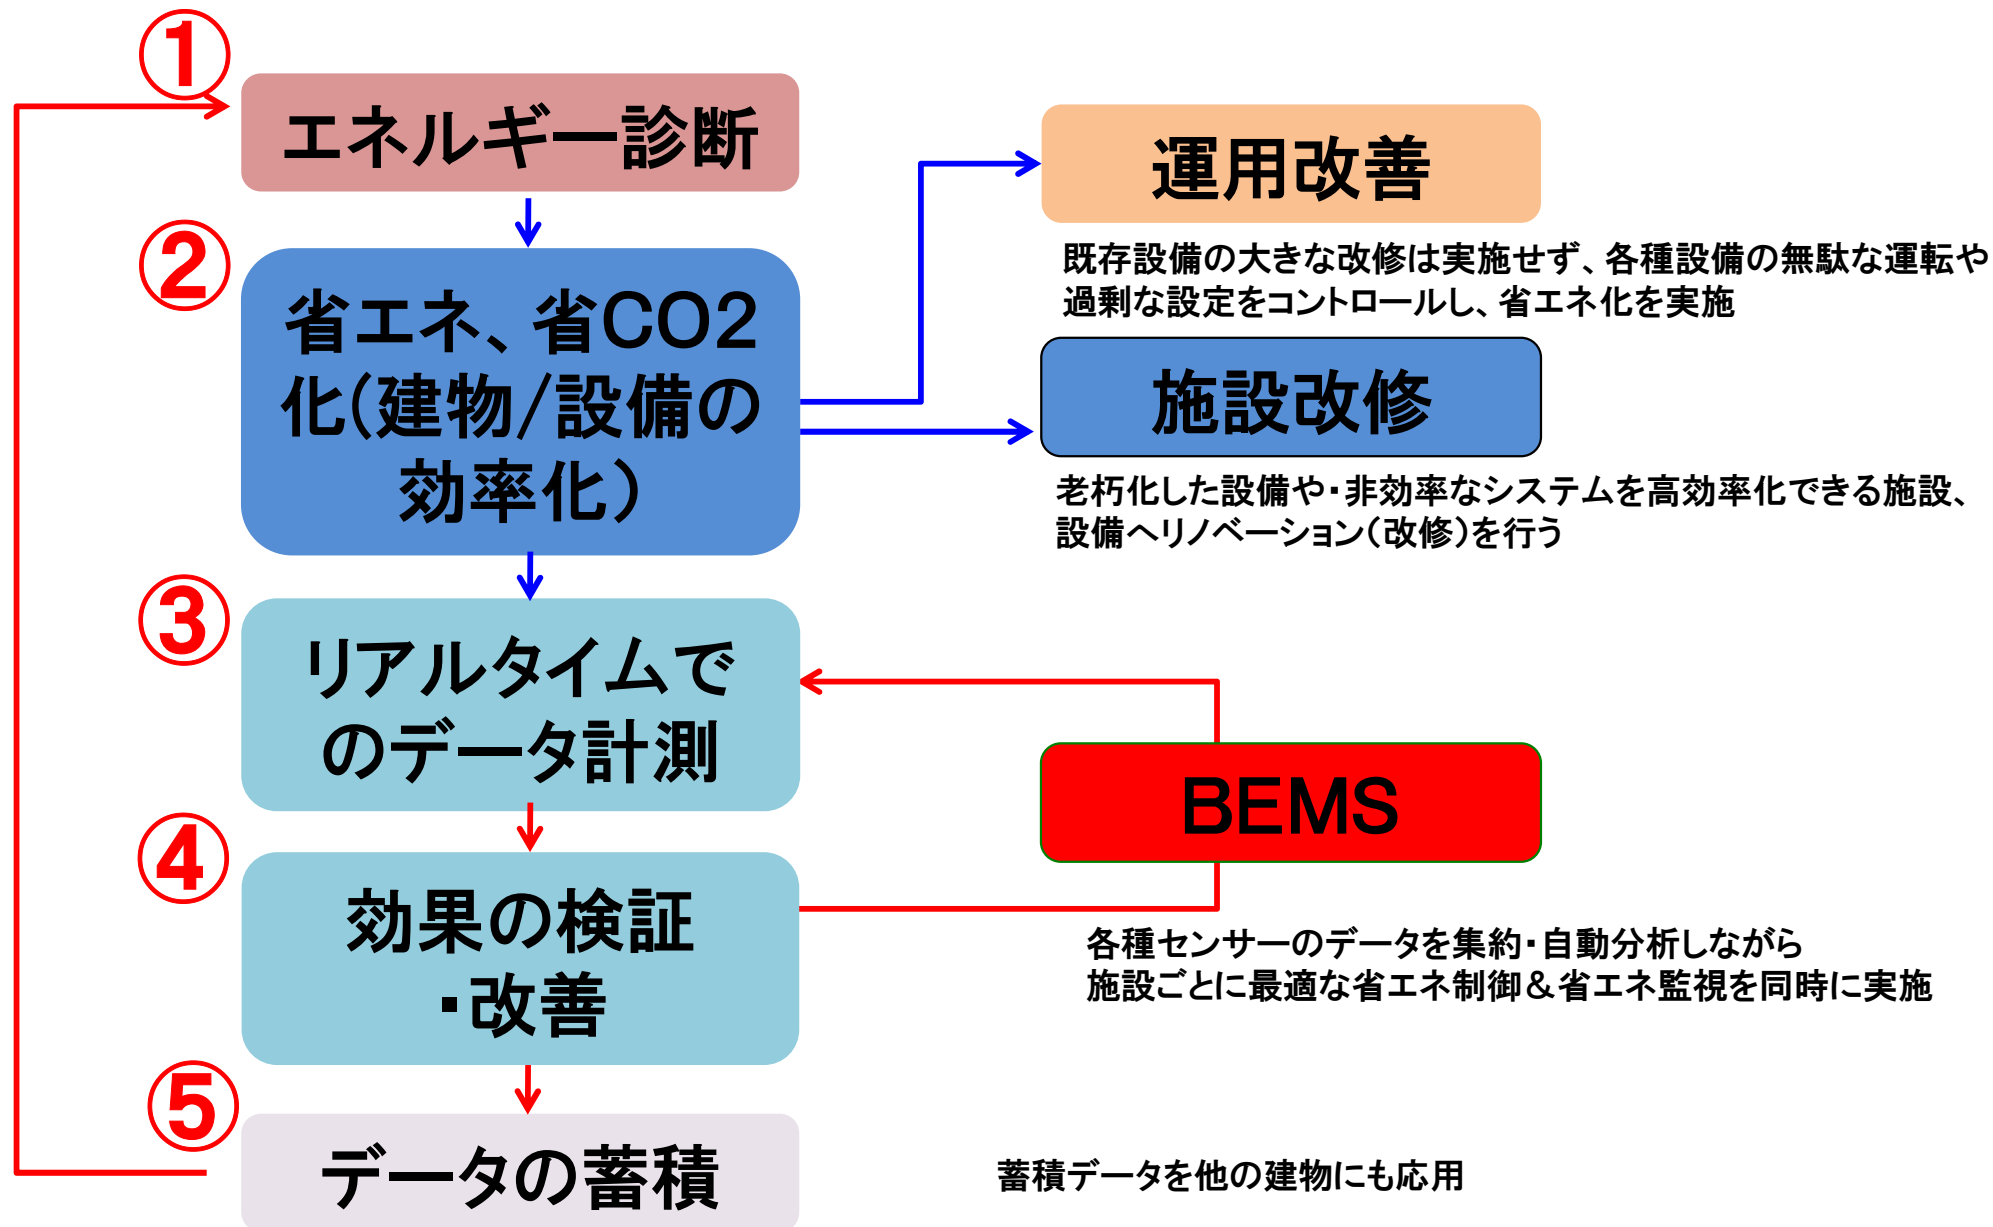 ①
エネルギー診断
②
省エネ、省CO2
化(建物/設備の
効率化)
③
リアルタイムで
のデータ計測
④
効果の検証
・改善
⑤
データの蓄積
運用改善
既存設備の大きな改修は実施せず、各種設備の無駄な運転や
過剰な設定をコントロールし、省エネ化を実施
施設改修
老朽化した設備や・非効率なシステムを高効率化できる施設、
設備へリノベーション(改修)を行う
BEMS
各種センサーのデータを集約・自動分析しながら
施設ごとに最適な省エネ制御&省エネ監視を同時に実施
蓄積データを他の建物にも応用